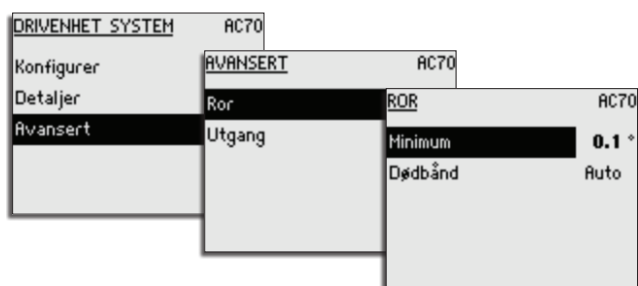 DRIVENHET SYSTEM AC70
Konfigurer
Detaljer
Avansert
AVANSERT AC70
Ror
Utgang
ROR AC70
Minimum 0.1 °
Dødbånd Auto